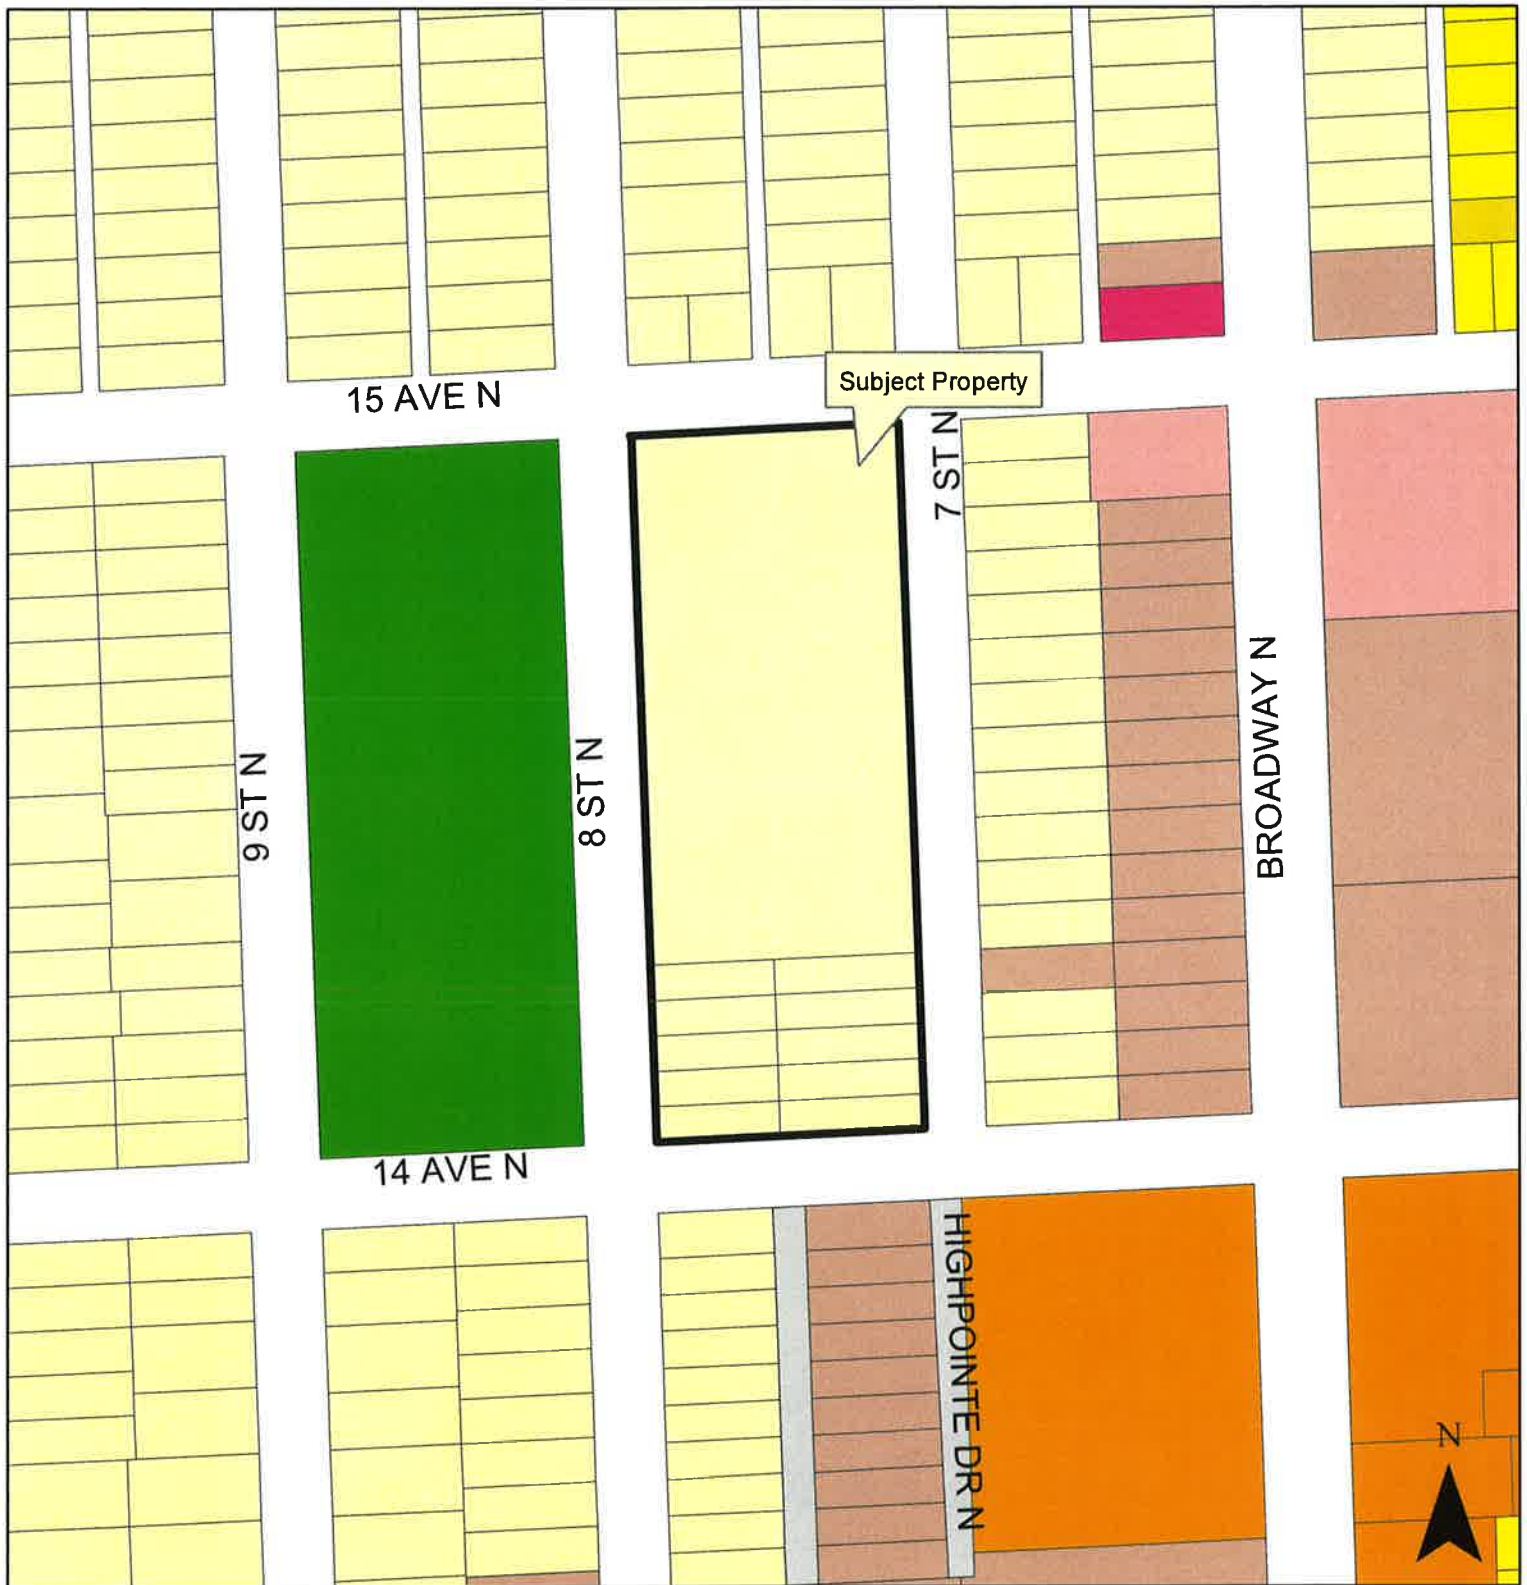 Subject Property
15 AVE N
7 ST N
9 ST N
8 ST N
BROADWAY N
14 AVE N
HIGHPOINTE DR N
N